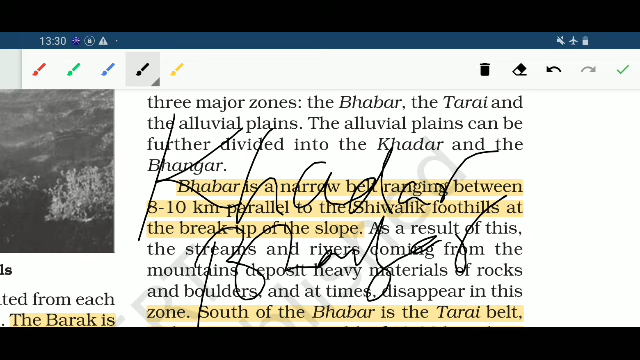 13:30
three major zones: the Bhabar, the Tarai and
the alluvial plains. The alluvial plains can be
further divided into the Khadar and the
Bhangar.
Bhabar is a narrow belt ranging between
8-10 km parallel to the Shiwalik foothills at
the break-up of the slope. As a result of this,
the streams and rivers coming from the
mountains deposit heavy materials of rocks
and boulders, and at times, disappear in this
zone. South of the Bhabar is the Tarai belt,
Khadar
ls
ted from each
. The Barak is